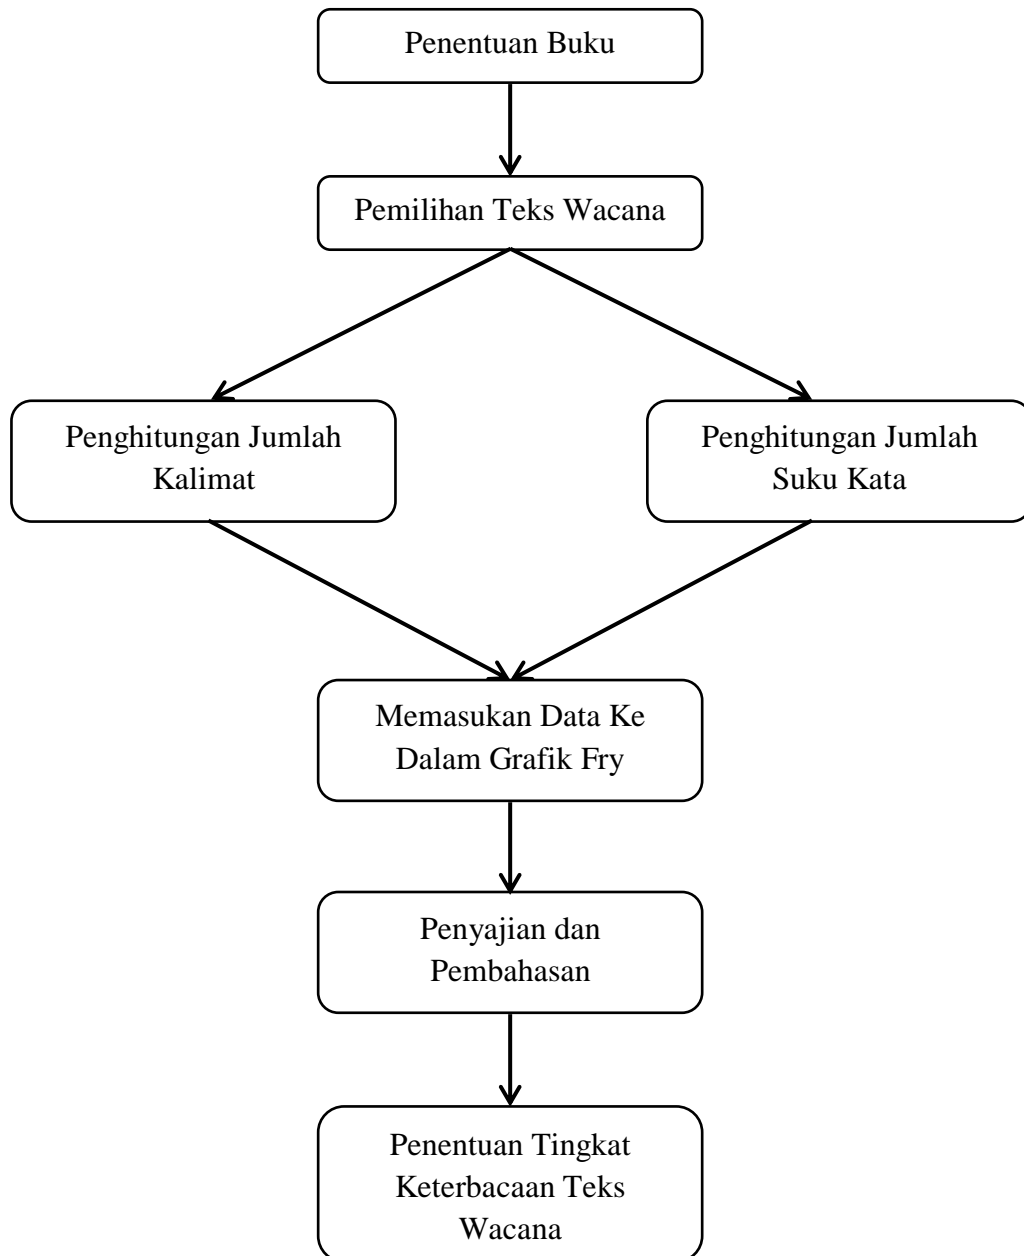 Penentuan Buku
Pemilihan Teks Wacana
Penghitungan Jumlah
Kalimat
Penghitungan Jumlah
Suku Kata
Memasukan Data Ke
Dalam Grafik Fry
Penyajian dan
Pembahasan
Penentuan Tingkat
Keterbacaan Teks
Wacana